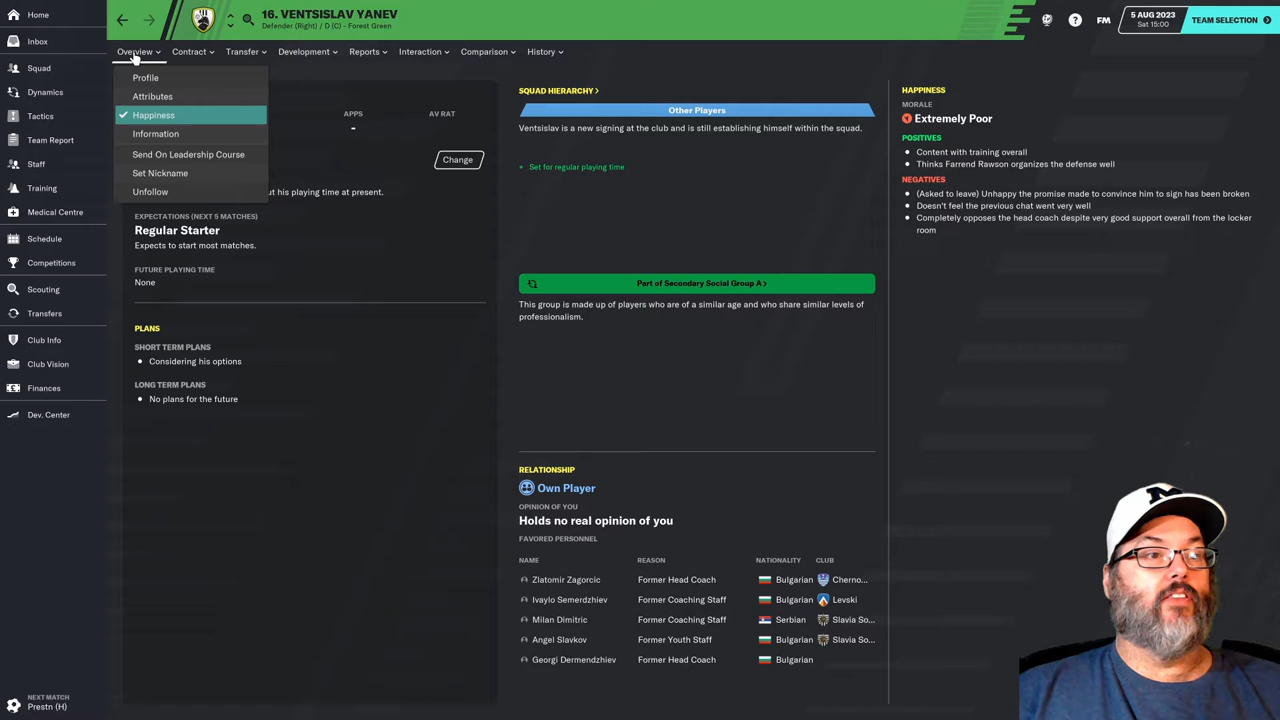 Home
Inbox
Squad
Dynamics
Tactics
Team Report
Staff
Training
Medical Centre
Schedule
Competitions
Scouting
Transfers
Club Info
Club Vision
Finances
Dev. Center
NEXT MATCH
Prestn (H)
16. VENTSISLAV YANEV
Defender (Right) / D (C) - Forest Green
FM
5 AUG 2023
Sat 15:00
TEAM SELECTION
Overview
Contract
Transfer
Development
Reports
Interaction
Comparison
History
Profile
Attributes
Happiness
Information
Send On Leadership Course
Set Nickname
Unfollow
APPS
AV RAT
-
Change
ut his playing time at present.
EXPECTATIONS (NEXT 5 MATCHES)
Regular Starter
Expects to start most matches.
FUTURE PLAYING TIME
None
PLANS
SHORT TERM PLANS
Considering his options
LONG TERM PLANS
No plans for the future
SQUAD HIERARCHY >
Other Players
Ventsislav is a new signing at the club and is still establishing himself within the squad.
+ Set for regular playing time
Part of Secondary Social Group A >
This group is made up of players who are of a similar age and who share similar levels of
professionalism.
RELATIONSHIP
Own Player
OPINION OF YOU
Holds no real opinion of you
FAVORED PERSONNEL
NAME REASON NATIONALITY CLUB
Zlatomir Zagorcic Former Head Coach Bulgarian Cherno...
Ivaylo Semerdzhiev Former Coaching Staff Bulgarian Levski
Milan Dimitric Former Coaching Staff Serbian Slavia So...
Angel Slavkov Former Youth Staff Bulgarian Slavia So...
Georgi Dermendzhiev Former Head Coach Bulgarian
HAPPINESS
MORALE
Extremely Poor
POSITIVES
Content with training overall
Thinks Farrend Rawson organizes the defense well
NEGATIVES
(Asked to leave) Unhappy the promise made to convince him to sign has been broken
Doesn't feel the previous chat went very well
Completely opposes the head coach despite very good support overall from the locker
room
M